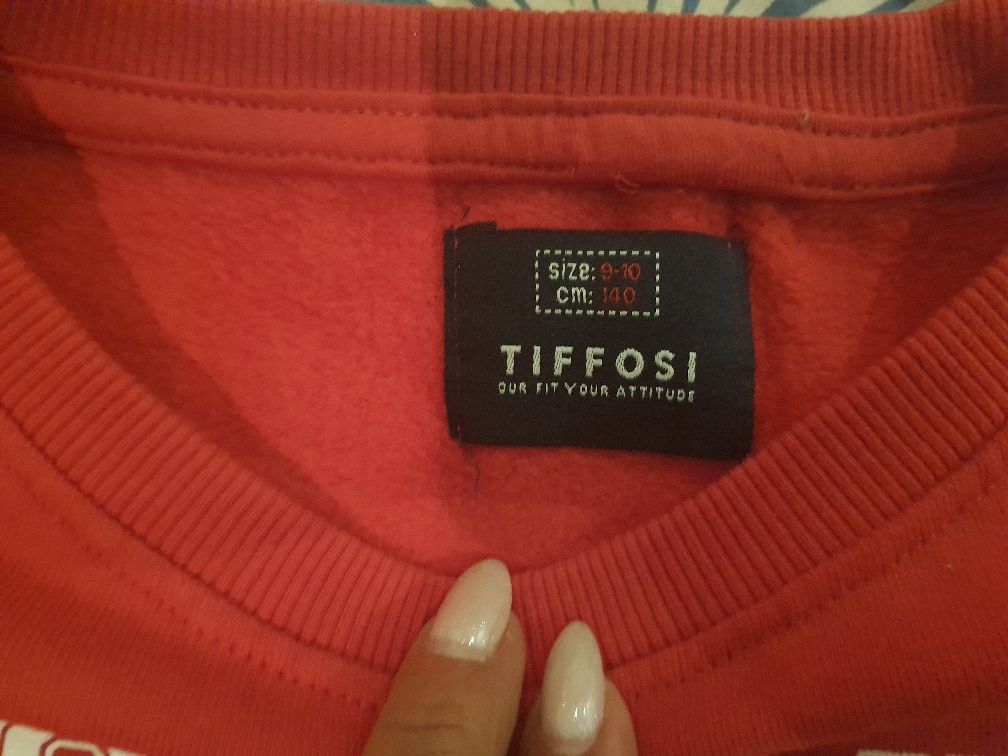 size: 9-10
cm: 140
TIFFOSI
OUR FIT YOUR ATTITUDE